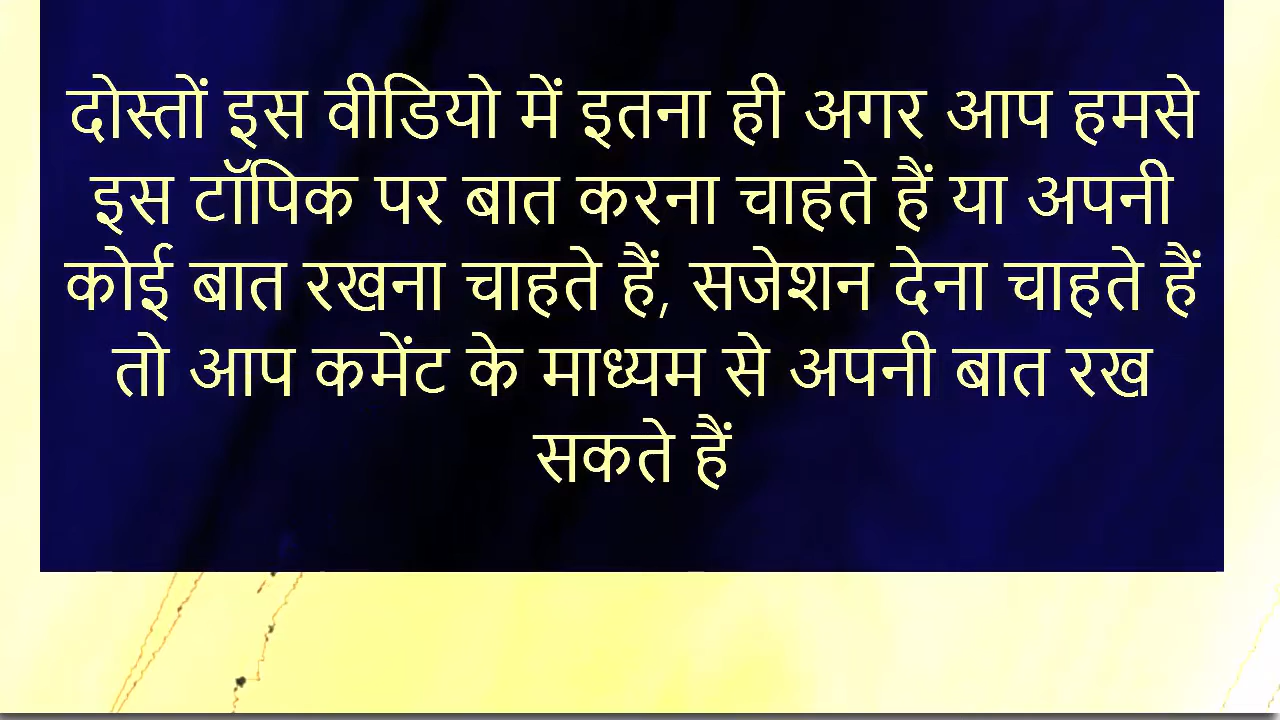 दोस्तों इस वीडियो में इतना ही अगर आप हमसे
इस टॉपिक पर बात करना चाहते हैं या अपनी
कोई बात रखना चाहते हैं, सजेशन देना चाहते हैं
तो आप कमेंट के माध्यम से अपनी बात रख
सकते हैं